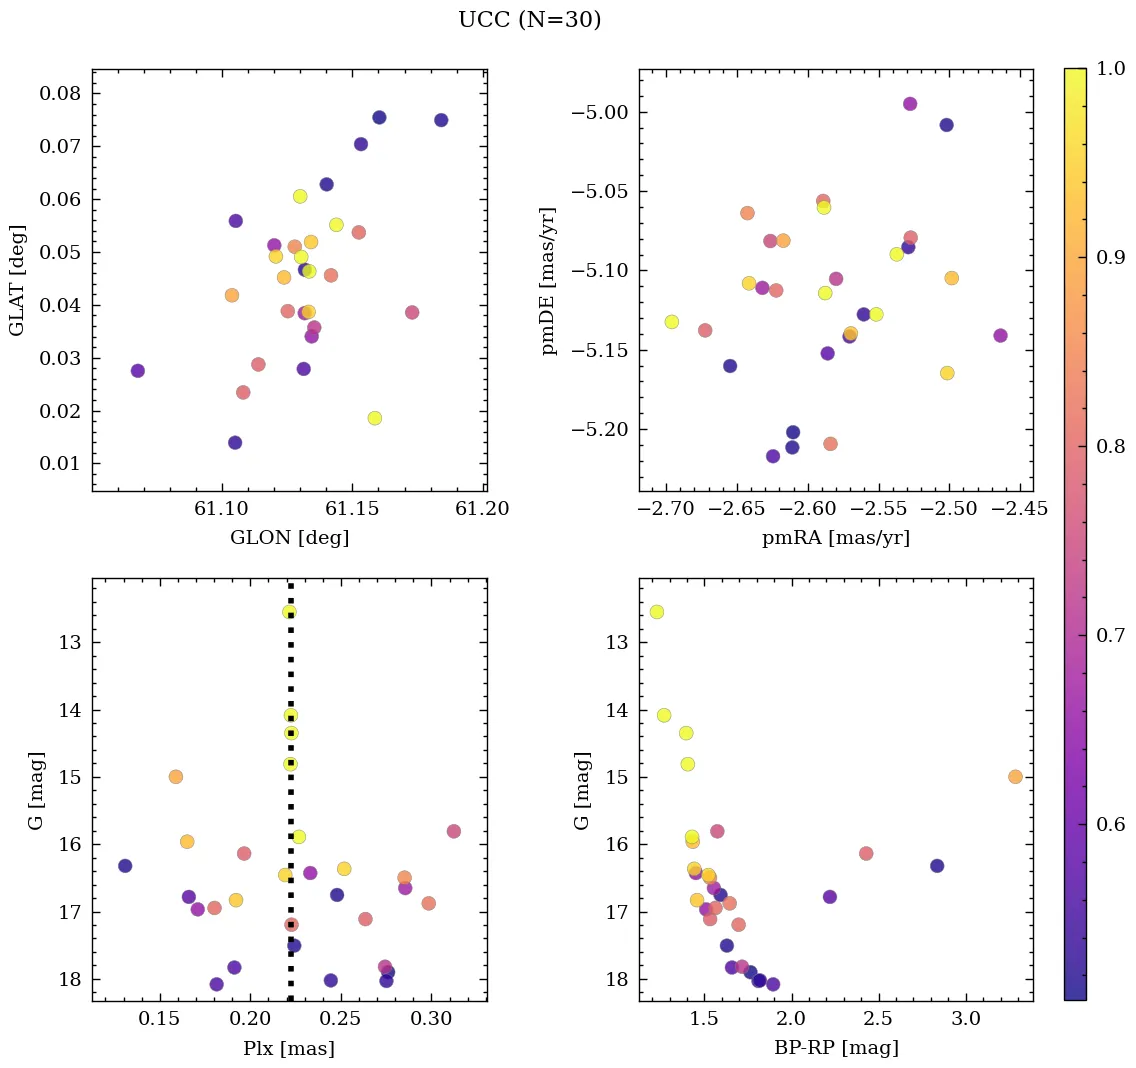 UCC (N=30)
0.08
0.07
0.06
0.05
0.04
0.03
0.02
0.01
GLAT [deg]
61.10 61.15 61.20
GLON [deg]
−5.00
−5.05
−5.10
−5.15
−5.20
pmDE [mas/yr]
−2.70 −2.65 −2.60 −2.55 −2.50 −2.45
pmRA [mas/yr]
1.0
0.9
0.8
0.7
0.6
13
14
15
16
17
18
G [mag]
0.15 0.20 0.25 0.30
Plx [mas]
13
14
15
16
17
18
G [mag]
1.5 2.0 2.5 3.0
BP-RP [mag]